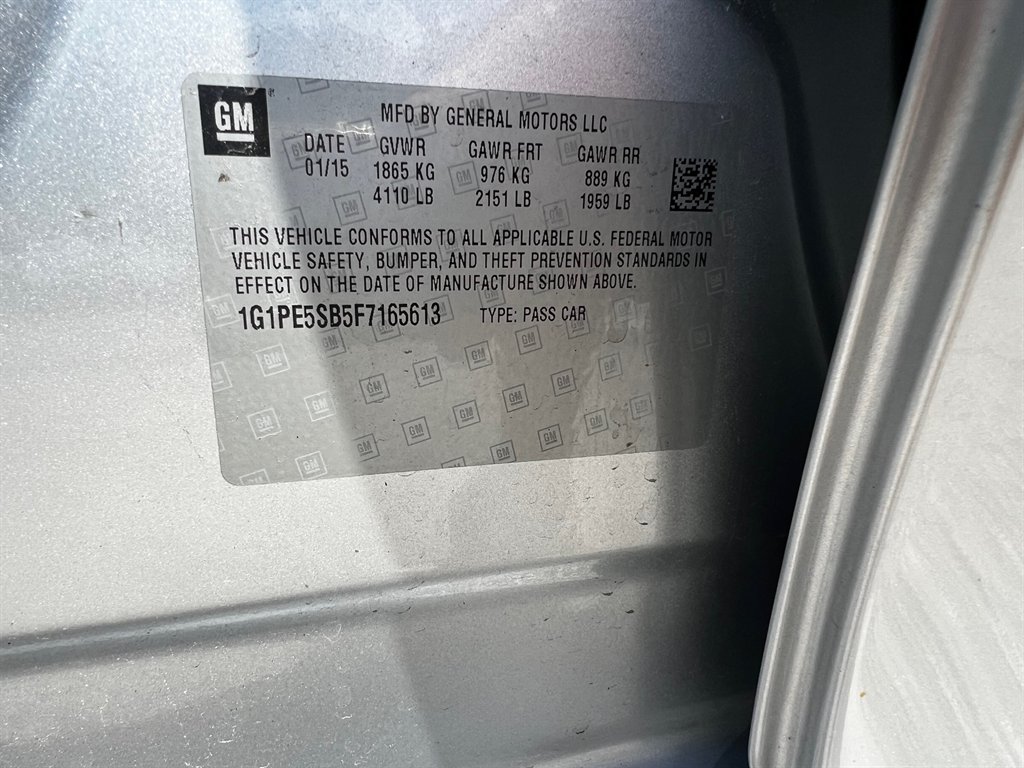 GM
MFD BY GENERAL MOTORS LLC
DATE GVWR GAWR FRT GAWR RR
01/15 1865 KG 976 KG 889 KG
4110 LB 2151 LB 1959 LB
THIS VEHICLE CONFORMS TO ALL APPLICABLE U.S. FEDERAL MOTOR
VEHICLE SAFETY, BUMPER, AND THEFT PREVENTION STANDARDS IN
EFFECT ON THE DATE OF MANUFACTURE SHOWN ABOVE.
1G1PE5SB5F7165613 TYPE: PASS CAR